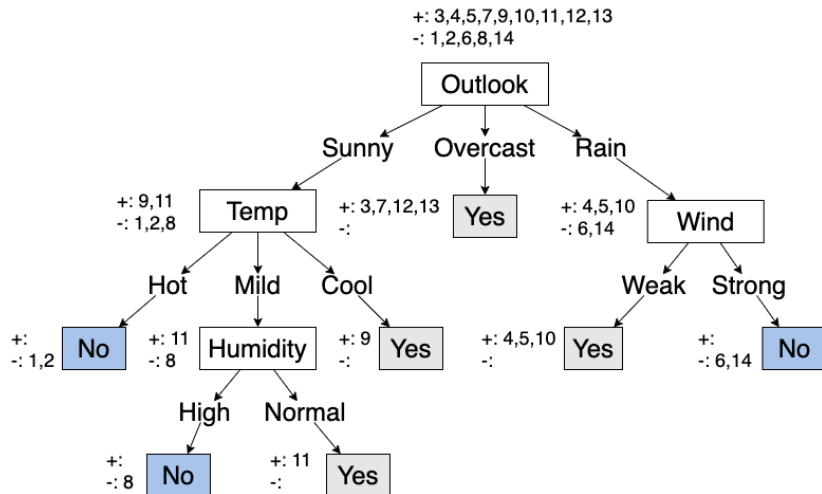 +: 3,4,5,7,9,10,11,12,13
-: 1,2,6,8,14
Outlook
Sunny
Overcast
Rain
+: 9,11
-: 1,2,8
Temp
+: 3,7,12,13
-:
Yes
+: 4,5,10
-: 6,14
Wind
Hot
Mild
Cool
Weak
Strong
+:
-: 1,2
No
+: 11
-: 8
Humidity
+: 9
-:
Yes
+: 4,5,10
-:
Yes
+:
-: 6,14
No
High
Normal
+:
-: 8
No
+: 11
-:
Yes